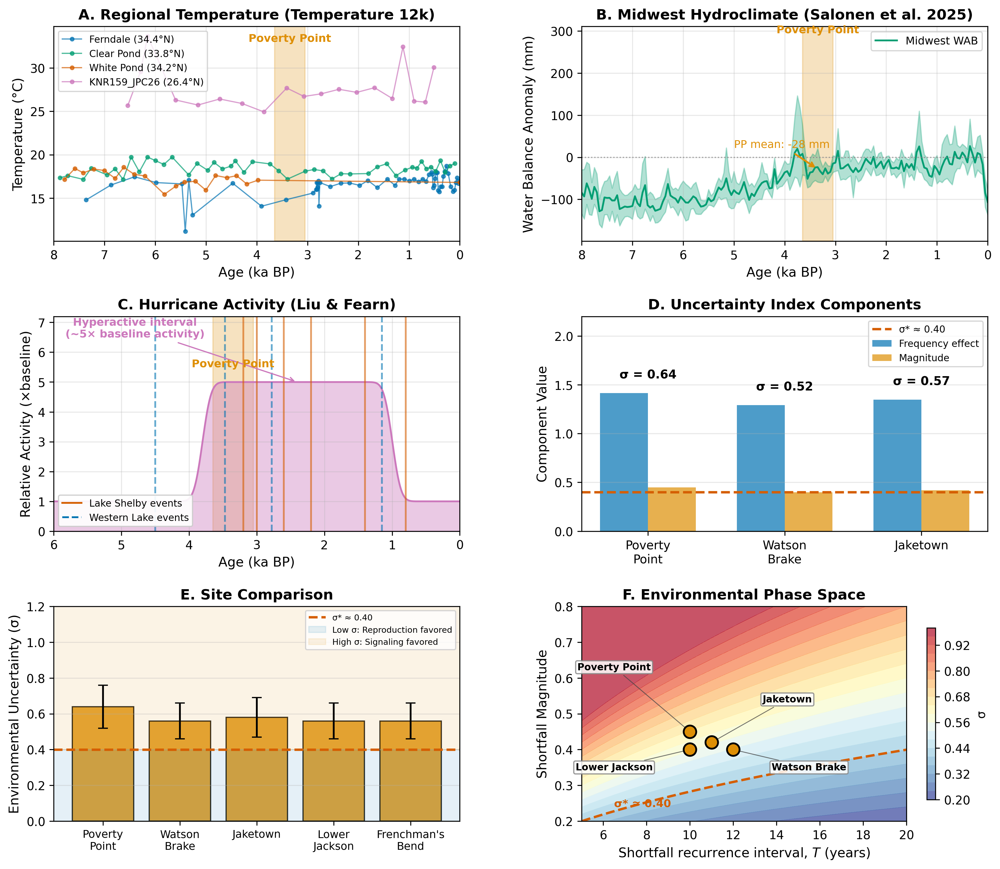 A. Regional Temperature (Temperature 12k)
Ferndale (34.4°N)
Clear Pond (33.8°N)
White Pond (34.2°N)
KNR159_JPC26 (26.4°N)
Poverty Point
Temperature (°C)
30
25
20
15
8 7 6 5 4 3 2 1 0
Age (ka BP)
B. Midwest Hydroclimate (Salonen et al. 2025)
Poverty Point
Midwest WAB
PP mean: -28 mm
Water Balance Anomaly (mm)
300
200
100
0
−100
8 7 6 5 4 3 2 1 0
Age (ka BP)
C. Hurricane Activity (Liu & Fearn)
Hyperactive interval
(~5× baseline activity)
Poverty Point
Lake Shelby events
Western Lake events
Relative Activity (×baseline)
7
6
5
4
3
2
1
0
6 5 4 3 2 1 0
Age (ka BP)
D. Uncertainty Index Components
σ* ≈ 0.40
Frequency effect
Magnitude
σ = 0.64
σ = 0.52
σ = 0.57
Component Value
2.0
1.5
1.0
0.5
0.0
Poverty
Point
Watson
Brake
Jaketown
E. Site Comparison
σ* ≈ 0.40
Low σ: Reproduction favored
High σ: Signaling favored
Environmental Uncertainty (σ)
1.2
1.0
0.8
0.6
0.4
0.2
0.0
Poverty
Point
Watson
Brake
Jaketown
Lower
Jackson
Frenchman's
Bend
F. Environmental Phase Space
Poverty Point
Jaketown
Lower Jackson
Watson Brake
σ* ≈ 0.40
Shortfall Magnitude
0.8
0.7
0.6
0.5
0.4
0.3
0.2
6 8 10 12 14 16 18 20
Shortfall recurrence interval, T (years)
0.92
0.80
0.68
0.56
0.44
0.32
0.20
σ